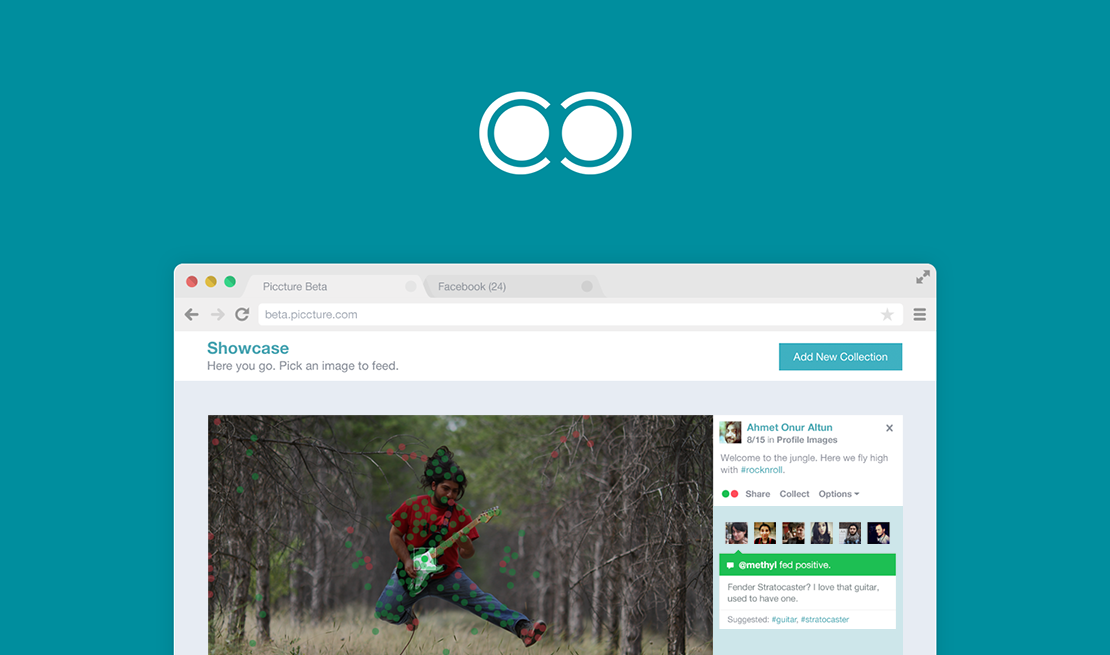 Piccture Beta
Facebook (24)
beta.piccture.com
Showcase
Here you go. Pick an image to feed.
Add New Collection
Ahmet Onur Altun
8/15 in Profile Images
Welcome to the jungle. Here we fly high
with #rocknroll.
Share Collect Options
@methyl fed positive.
Fender Stratocaster? I love that guitar,
used to have one.
Suggested: #guitar, #stratocaster